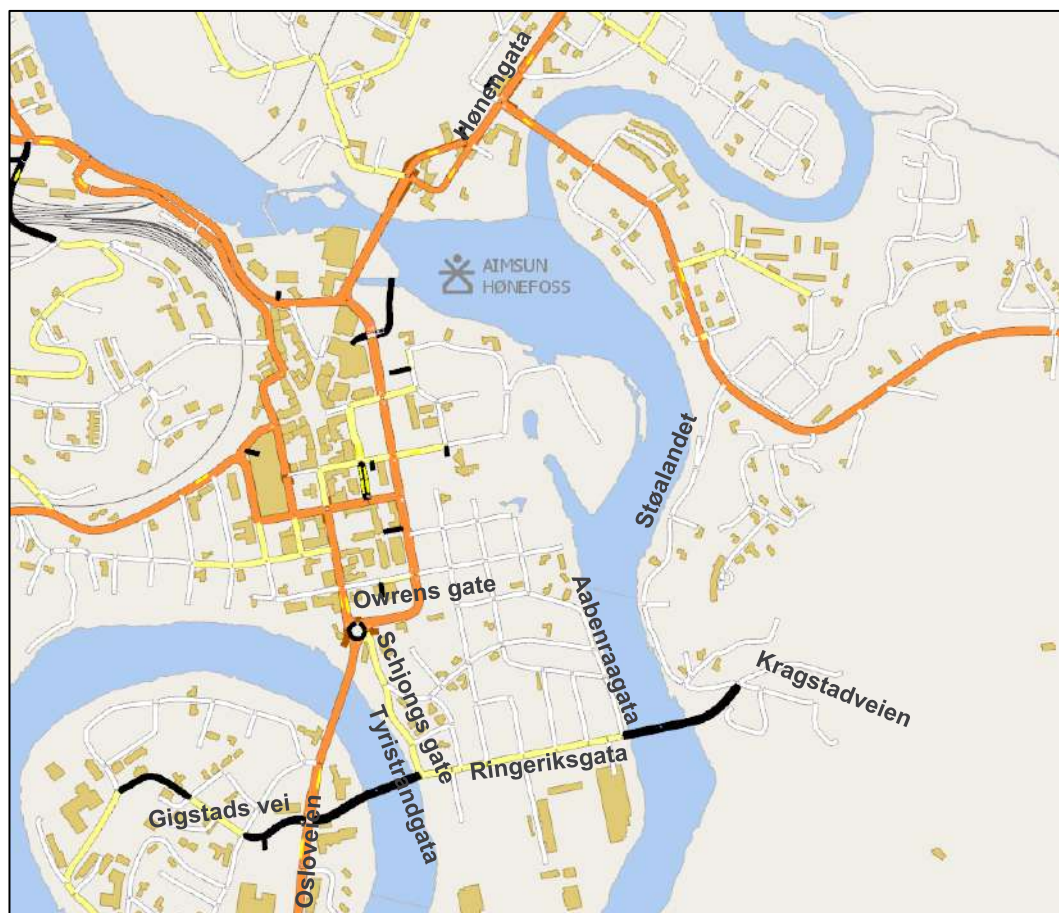 Hønengata
AIMSUN
HØNEFOSS
Støalandet
Owrens gate
Aabenraagata
Schjongs gate
Kragstadveien
Tyristrandgata
Ringeriksgata
Gigstads vei
Osloveien